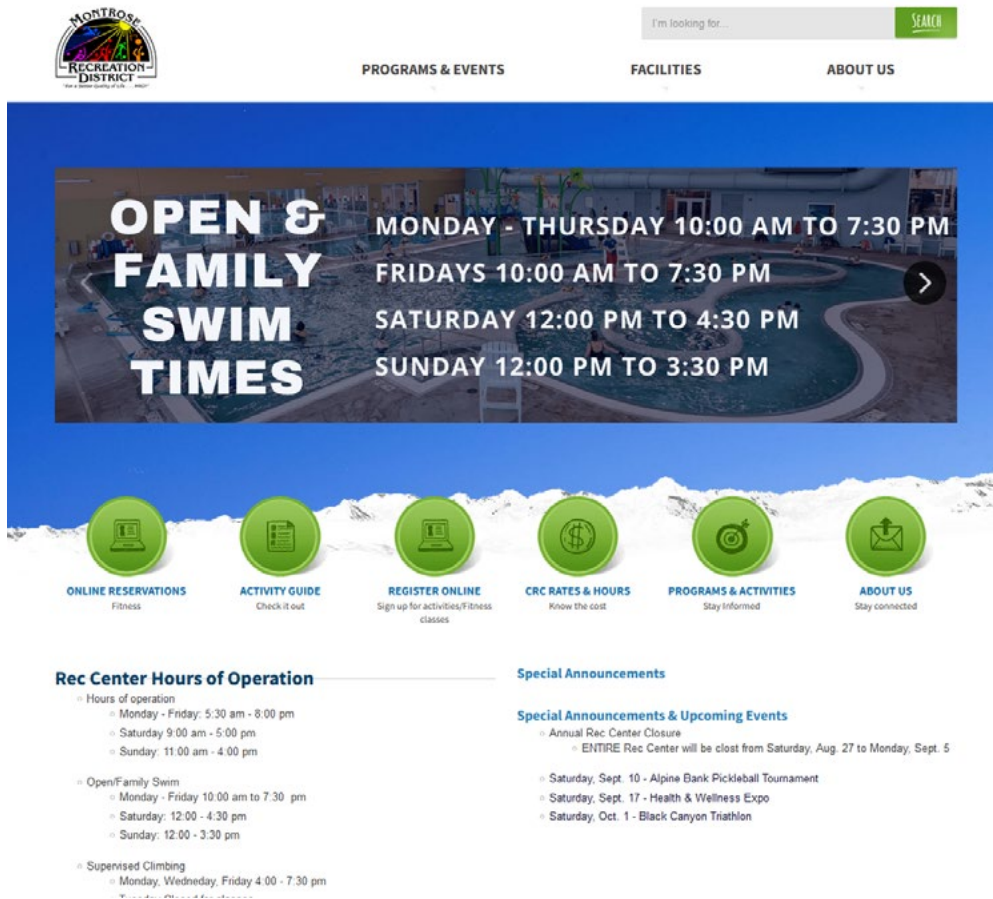 MONTROSE
RECREATION
DISTRICT
I'm looking for...
SEARCH
PROGRAMS & EVENTS
FACILITIES
ABOUT US
OPEN &
FAMILY
SWIM
TIMES
MONDAY - THURSDAY 10:00 AM TO 7:30 PM
FRIDAYS 10:00 AM TO 7:30 PM
SATURDAY 12:00 PM TO 4:30 PM
SUNDAY 12:00 PM TO 3:30 PM
ONLINE RESERVATIONS
Fitness
ACTIVITY GUIDE
Check it out
REGISTER ONLINE
Sign up for activities/Fitness
classes
CRC RATES & HOURS
Know the cost
PROGRAMS & ACTIVITIES
Stay Informed
ABOUT US
Stay connected
Rec Center Hours of Operation
Hours of operation
Monday - Friday: 5:30 am - 8:00 pm
Saturday 9:00 am - 5:00 pm
Sunday: 11:00 am - 4:00 pm
Open/Family Swim
Monday - Friday 10:00 am to 7:30 pm
Saturday: 12:00 - 4:30 pm
Sunday: 12:00 - 3:30 pm
Supervised Climbing
Monday, Wedneday, Friday 4:00 - 7:30 pm
Special Announcements
Special Announcements & Upcoming Events
Annual Rec Center Closure
ENTIRE Rec Center will be clost from Saturday, Aug. 27 to Monday, Sept. 5
Saturday, Sept. 10 - Alpine Bank Pickleball Tournament
Saturday, Sept. 17 - Health & Wellness Expo
Saturday, Oct. 1 - Black Canyon Triathlon